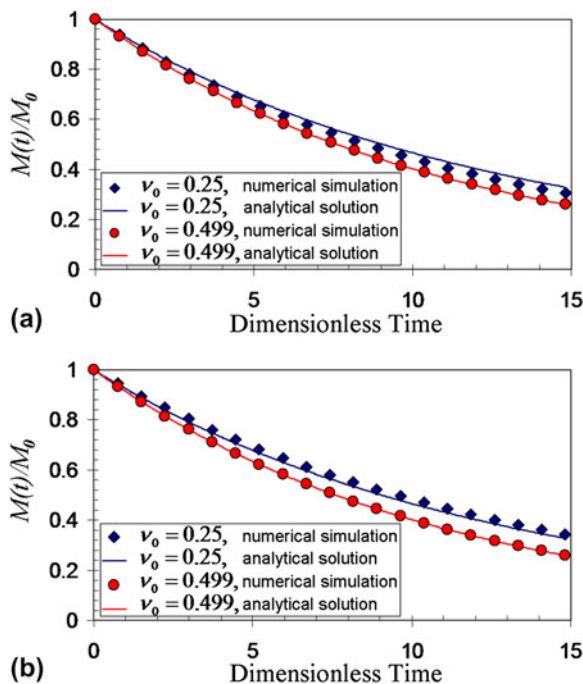 1
0.8
0.6
0.4
0.2
0
M(t)/M₀
ν₀ = 0.25, numerical simulation
ν₀ = 0.25, analytical solution
ν₀ = 0.499, numerical simulation
ν₀ = 0.499, analytical solution
0 5 10 15
(a) Dimensionless Time
1
0.8
0.6
0.4
0.2
0
M(t)/M₀
ν₀ = 0.25, numerical simulation
ν₀ = 0.25, analytical solution
ν₀ = 0.499, numerical simulation
ν₀ = 0.499, analytical solution
0 5 10 15
(b) Dimensionless Time